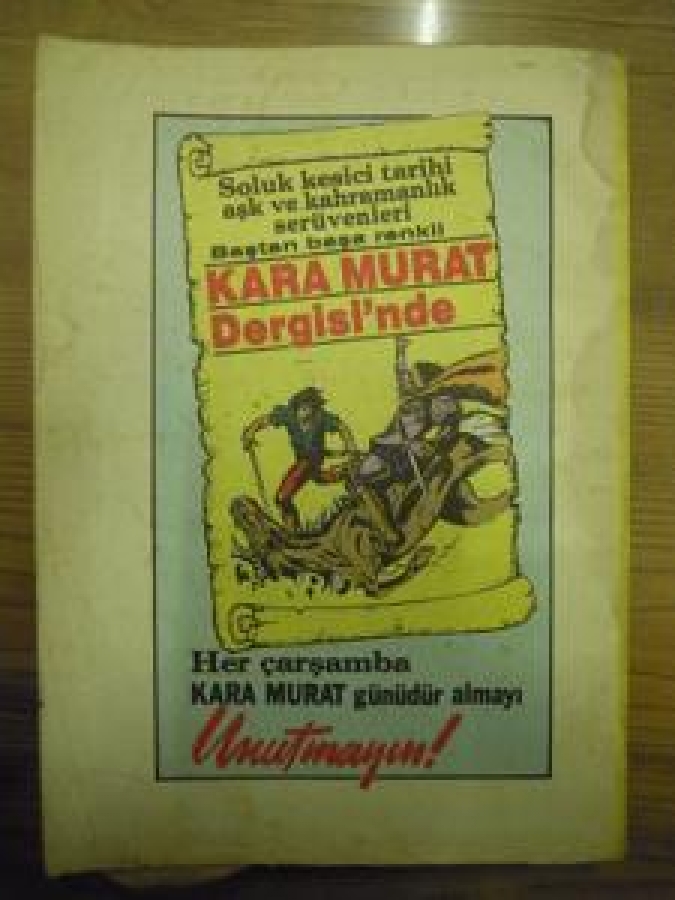 Soluk kesici tarihi
aşk ve kahramanlık
serüvenleri
Baştan başa renkli
KARA MURAT
Dergisi'nde
Her çarşamba
KARA MURAT günüdür almayı
Unutmayın!